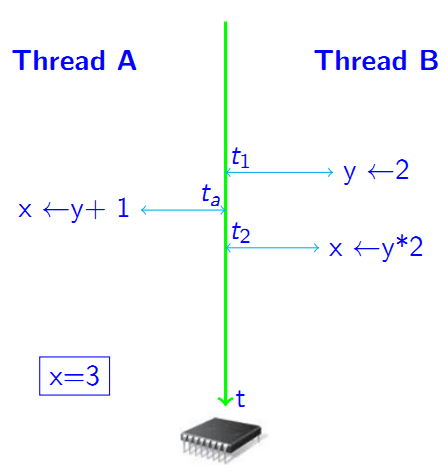 Thread A
Thread B
t1
y ←2
ta
x ←y+ 1
t2
x ←y*2
x=3
t